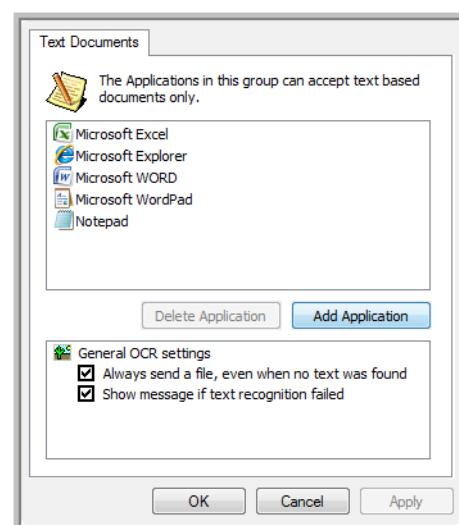 Text Documents
The Applications in this group can accept text based
documents only.
Microsoft Excel
Microsoft Explorer
Microsoft WORD
Microsoft WordPad
Notepad
Delete Application Add Application
General OCR settings
Always send a file, even when no text was found
Show message if text recognition failed
OK Cancel Apply